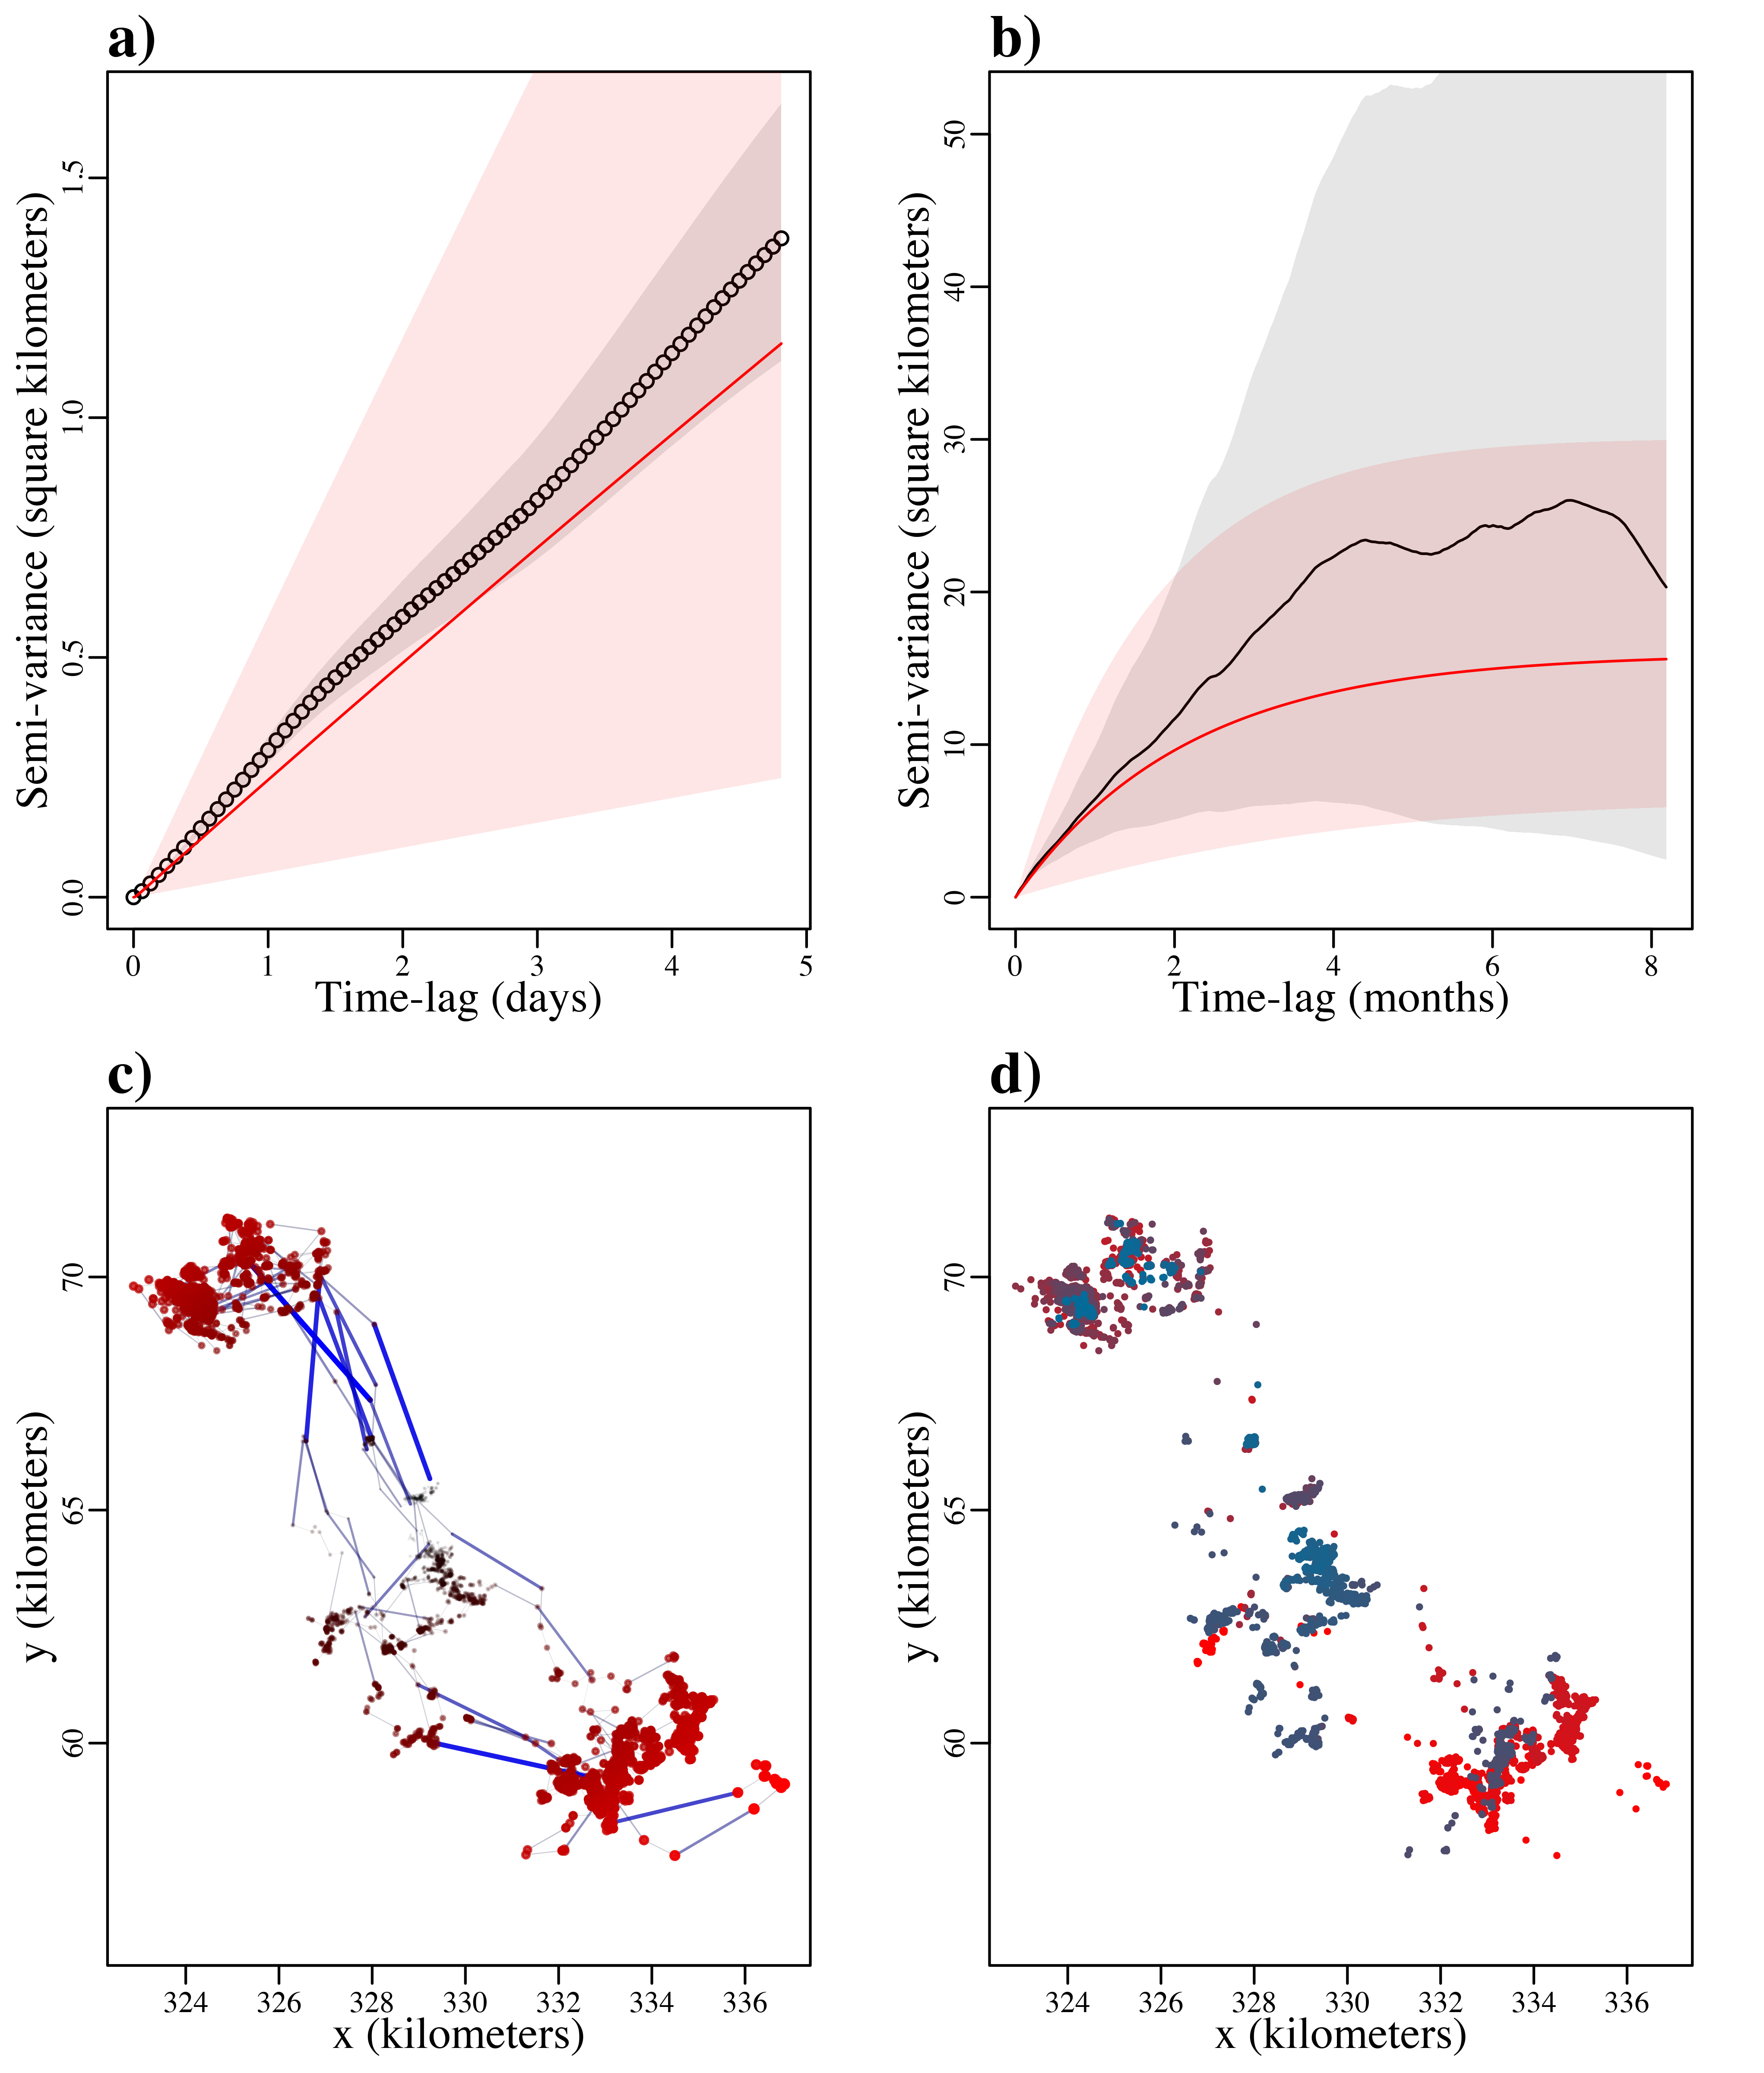 a)
Semi-variance (square kilometers)
0.0 0.5 1.0 1.5
0 1 2 3 4 5
Time-lag (days)
b)
Semi-variance (square kilometers)
0 10 20 30 40 50
0 2 4 6 8
Time-lag (months)
c)
y (kilometers)
60 65 70
324 326 328 330 332 334 336
x (kilometers)
d)
y (kilometers)
60 65 70
324 326 328 330 332 334 336
x (kilometers)